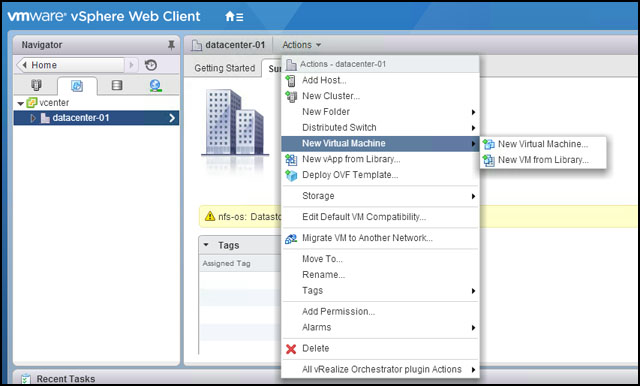 vmware® vSphere Web Client
Navigator
Home
vcenter
datacenter-01
datacenter-01 Actions
Getting Started
Actions - datacenter-01
Add Host...
New Cluster...
New Folder
Distributed Switch
New Virtual Machine
New vApp from Library...
Deploy OVF Template...
Storage
Edit Default VM Compatibility...
Migrate VM to Another Network...
Move To...
Rename...
Tags
Add Permission...
Alarms
Delete
All vRealize Orchestrator plugin Actions
New Virtual Machine...
New VM from Library...
nfs-os:
Tags
Assigned Tag
Recent Tasks